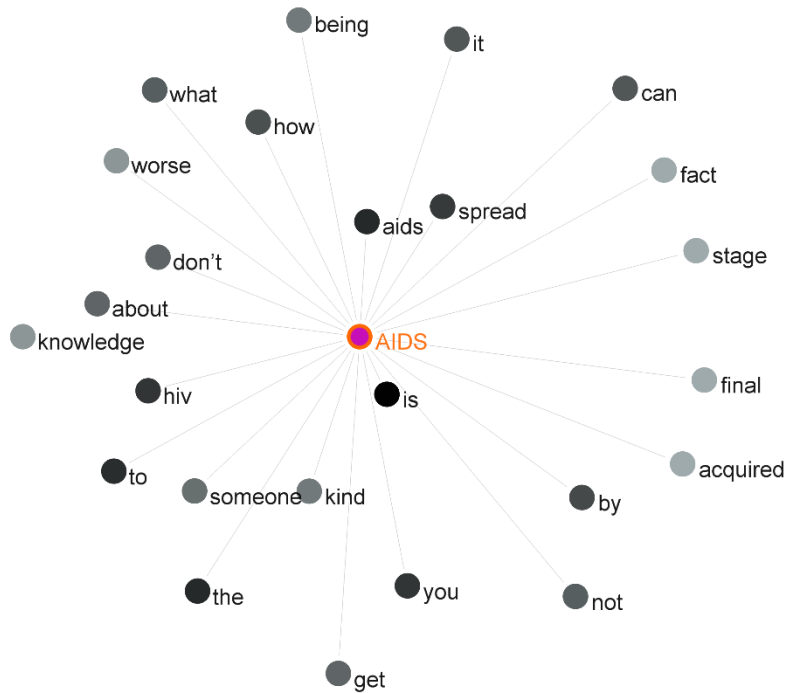 being
it
what
can
how
worse
fact
aids
spread
don't
stage
about
knowledge
AIDS
hiv
is
final
to
someone
kind
acquired
by
the
you
not
get